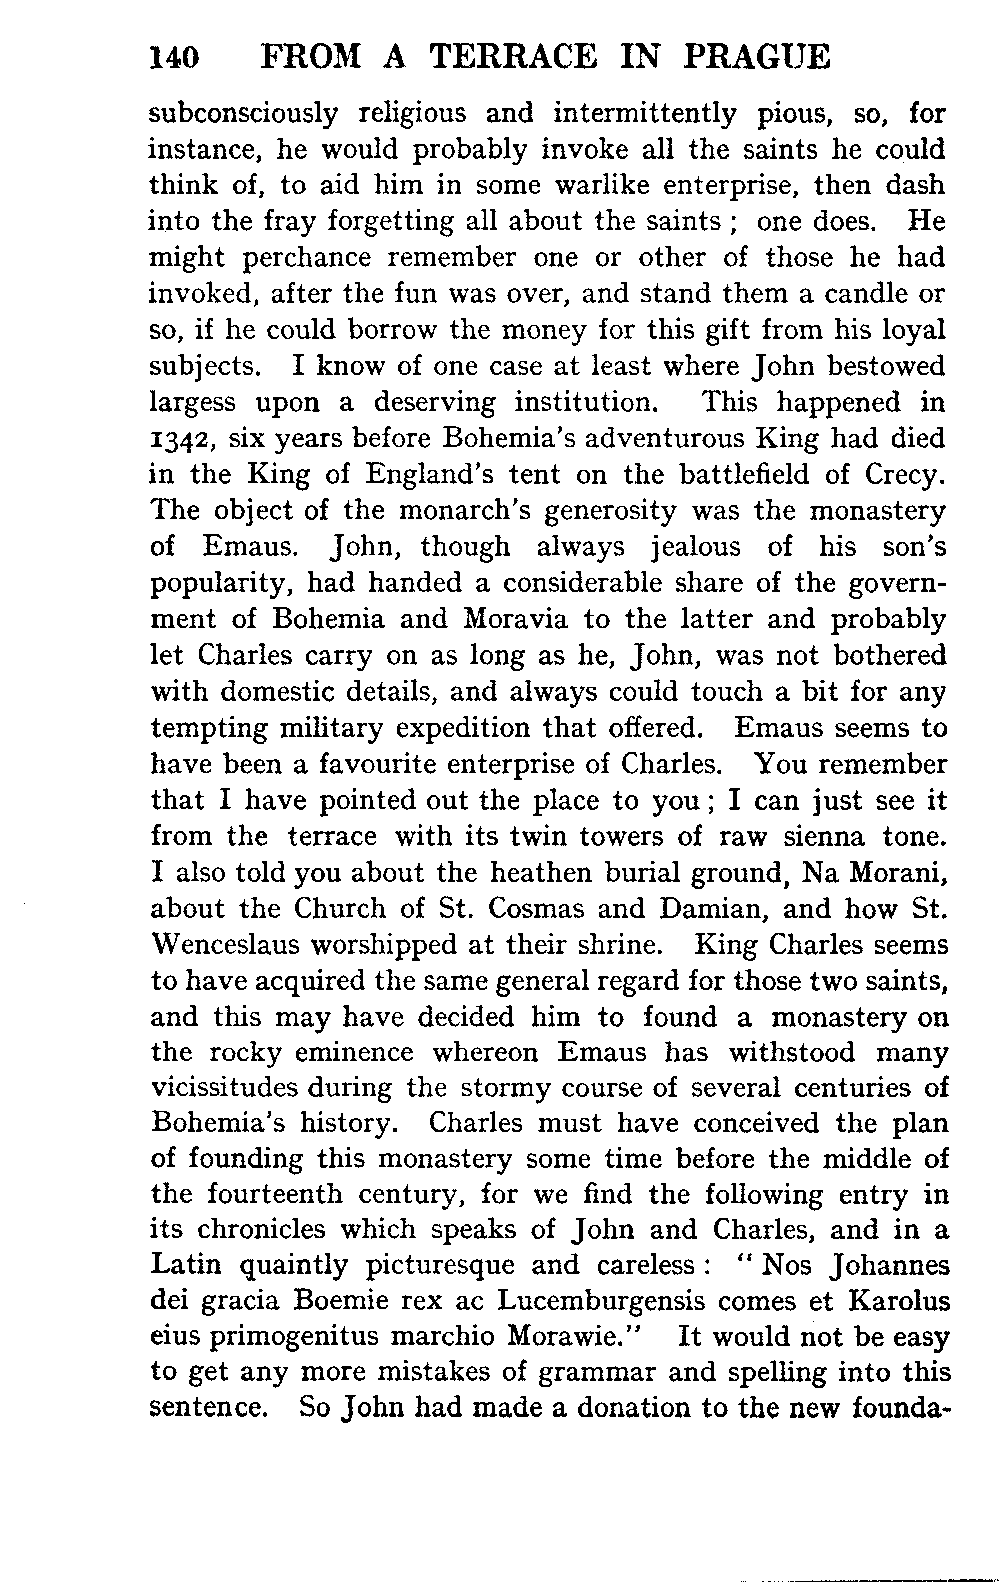 140 FROM A TERRACE IN PRAGUE
subconsciously religious and intermittently pious, so, for
instance, he would probably invoke all the saints he could
think of, to aid him in some warlike enterprise, then dash
into the fray forgetting all about the saints ; one does. He
might perchance remember one or other of those he had
invoked, after the fun was over, and stand them a candle or
so, if he could borrow the money for this gift from his loyal
subjects. I know of one case at least where John bestowed
largess upon a deserving institution. This happened in
1342, six years before Bohemia's adventurous King had died
in the King of England's tent on the battlefield of Crecy.
The object of the monarch's generosity was the monastery
of Emaus. John, though always jealous of his son's
popularity, had handed a considerable share of the govern-
ment of Bohemia and Moravia to the latter and probably
let Charles carry on as long as he, John, was not bothered
with domestic details, and always could touch a bit for any
tempting military expedition that offered. Emaus seems to
have been a favourite enterprise of Charles. You remember
that I have pointed out the place to you ; I can just see it
from the terrace with its twin towers of raw sienna tone.
I also told you about the heathen burial ground, Na Morani,
about the Church of St. Cosmas and Damian, and how St.
Wenceslaus worshipped at their shrine. King Charles seems
to have acquired the same general regard for those two saints,
and this may have decided him to found a monastery on
the rocky eminence whereon Emaus has withstood many
vicissitudes during the stormy course of several centuries of
Bohemia's history. Charles must have conceived the plan
of founding this monastery some time before the middle of
the fourteenth century, for we find the following entry in
its chronicles which speaks of John and Charles, and in a
Latin quaintly picturesque and careless : “ Nos Johannes
dei gracia Boemie rex ac Lucemburgensis comes et Karolus
eius primogenitus marchio Morawie.” It would not be easy
to get any more mistakes of grammar and spelling into this
sentence. So John had made a donation to the new founda-